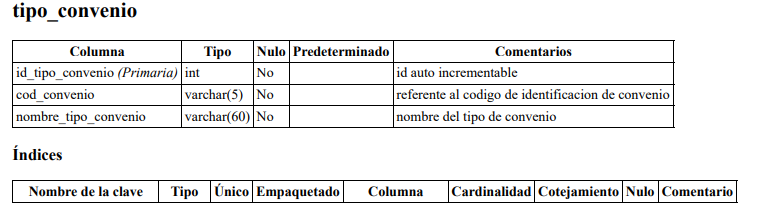 tipo_convenio
Columna Tipo Nulo Predeterminado Comentarios
id_tipo_convenio (Primaria) int No id auto incrementable
cod_convenio varchar(5) No referente al codigo de identificacion de convenio
nombre_tipo_convenio varchar(60) No nombre del tipo de convenio
Índices
Nombre de la clave Tipo Único Empaquetado Columna Cardinalidad Cotejamiento Nulo Comentario